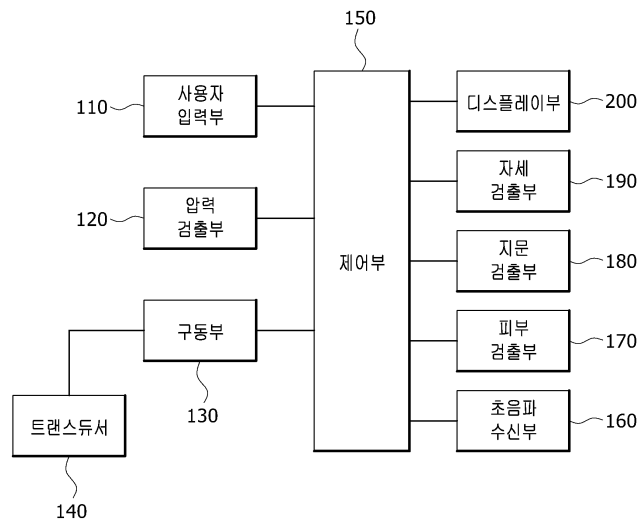 150
110
사용자
입력부
120
압력
검출부
구동부
130
트랜스듀서
140
제어부
디스플레이부
200
자세
검출부
190
지문
검출부
180
피부
검출부
170
초음파
수신부
160